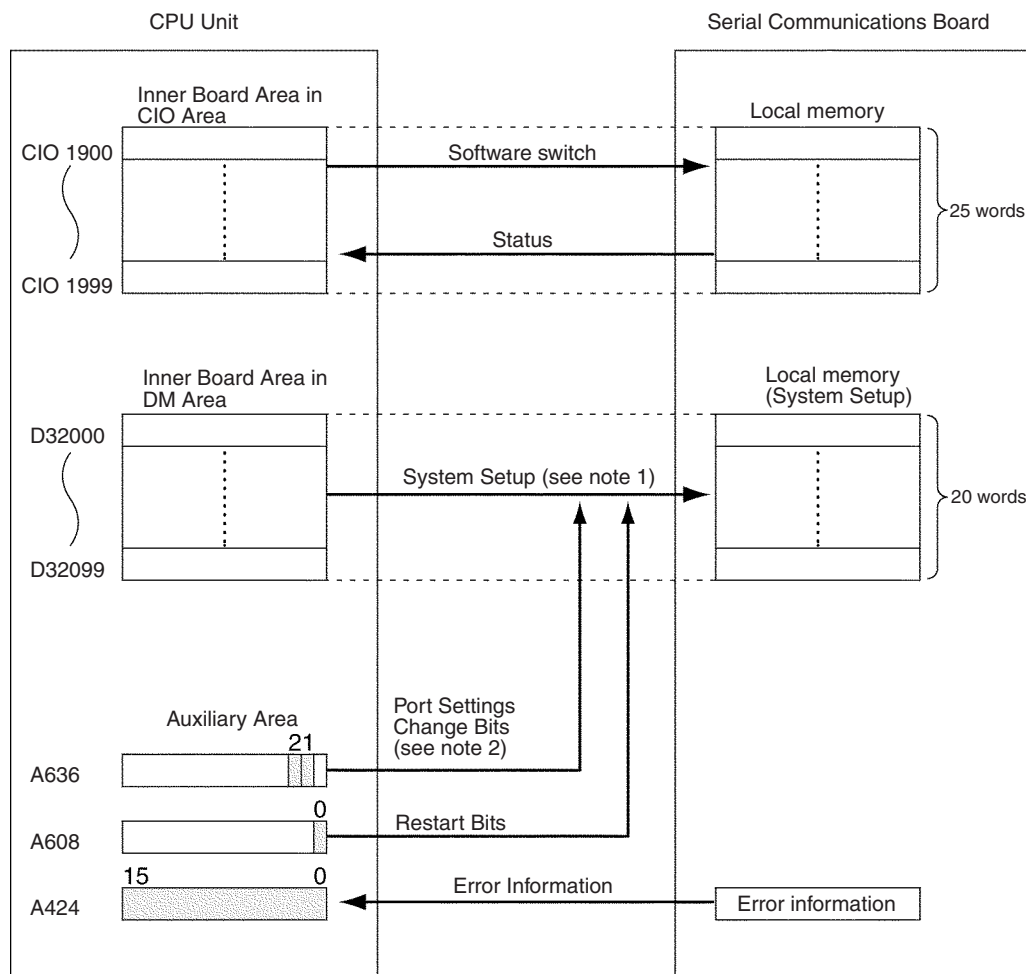 CPU Unit
Serial Communications Board
Inner Board Area in
CIO Area
Local memory
CIO 1900
Software switch
25 words
Status
CIO 1999
Inner Board Area in
DM Area
Local memory
(System Setup)
D32000
System Setup (see note 1)
20 words
D32099
Port Settings
Change Bits
(see note 2)
Auxiliary Area
21
A636
0
A608
Restart Bits
15 0
A424
Error Information
Error information